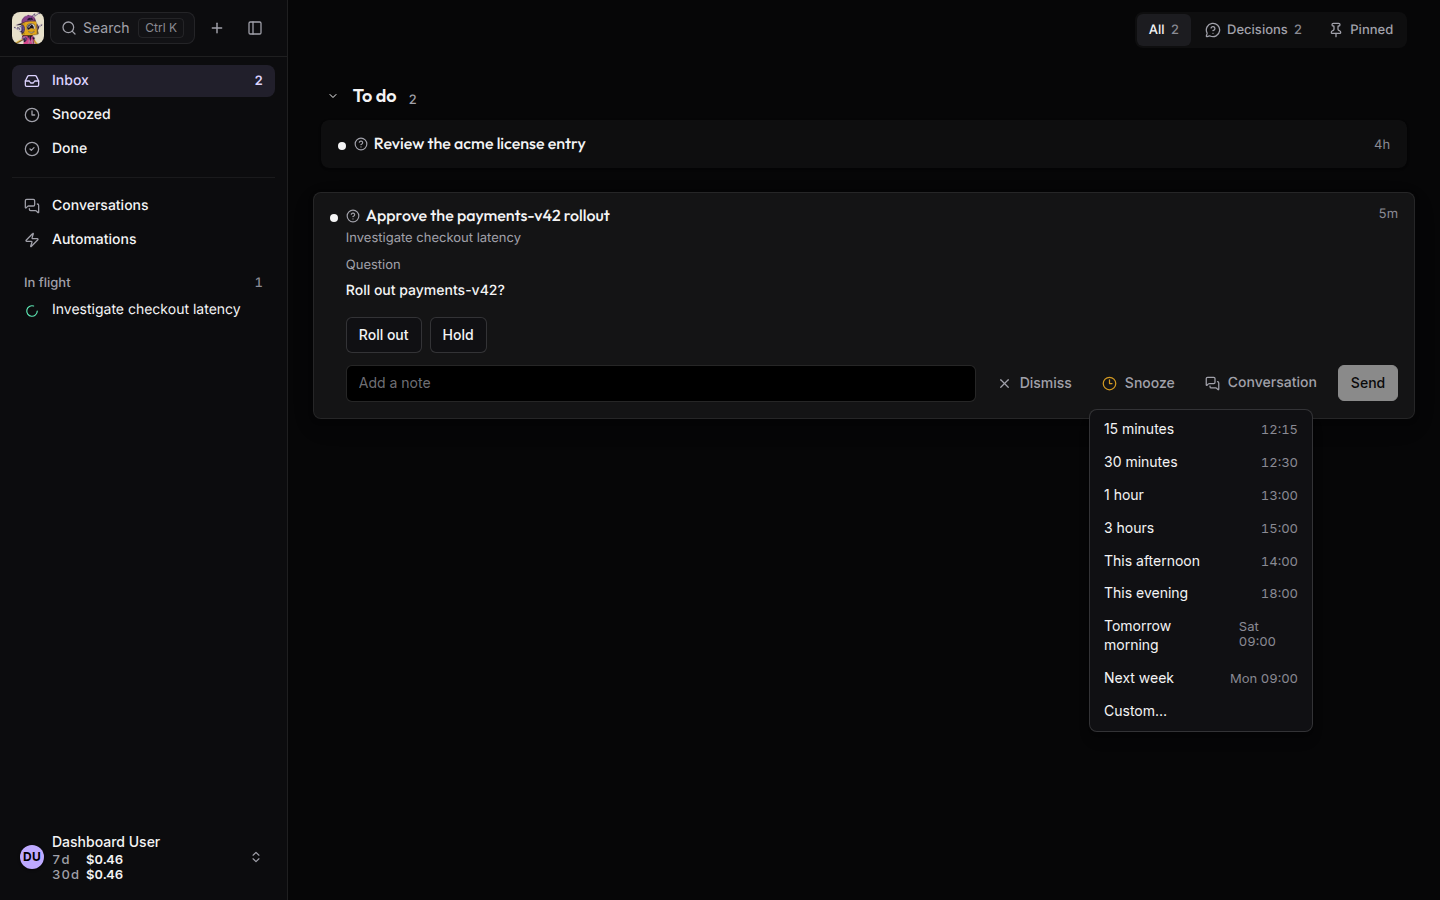 Search Ctrl K
All 2 Decisions 2 Pinned
Inbox 2
Snoozed
Done
Conversations
Automations
In flight 1
Investigate checkout latency
To do 2
Review the acme license entry 4h
Approve the payments-v42 rollout 5m
Investigate checkout latency
Question
Roll out payments-v42?
Roll out Hold
Add a note Dismiss Snooze Conversation Send
15 minutes 12:15
30 minutes 12:30
1 hour 13:00
3 hours 15:00
This afternoon 14:00
This evening 18:00
Tomorrow morning Sat 09:00
Next week Mon 09:00
Custom...
DU Dashboard User
7d $0.46
30d $0.46